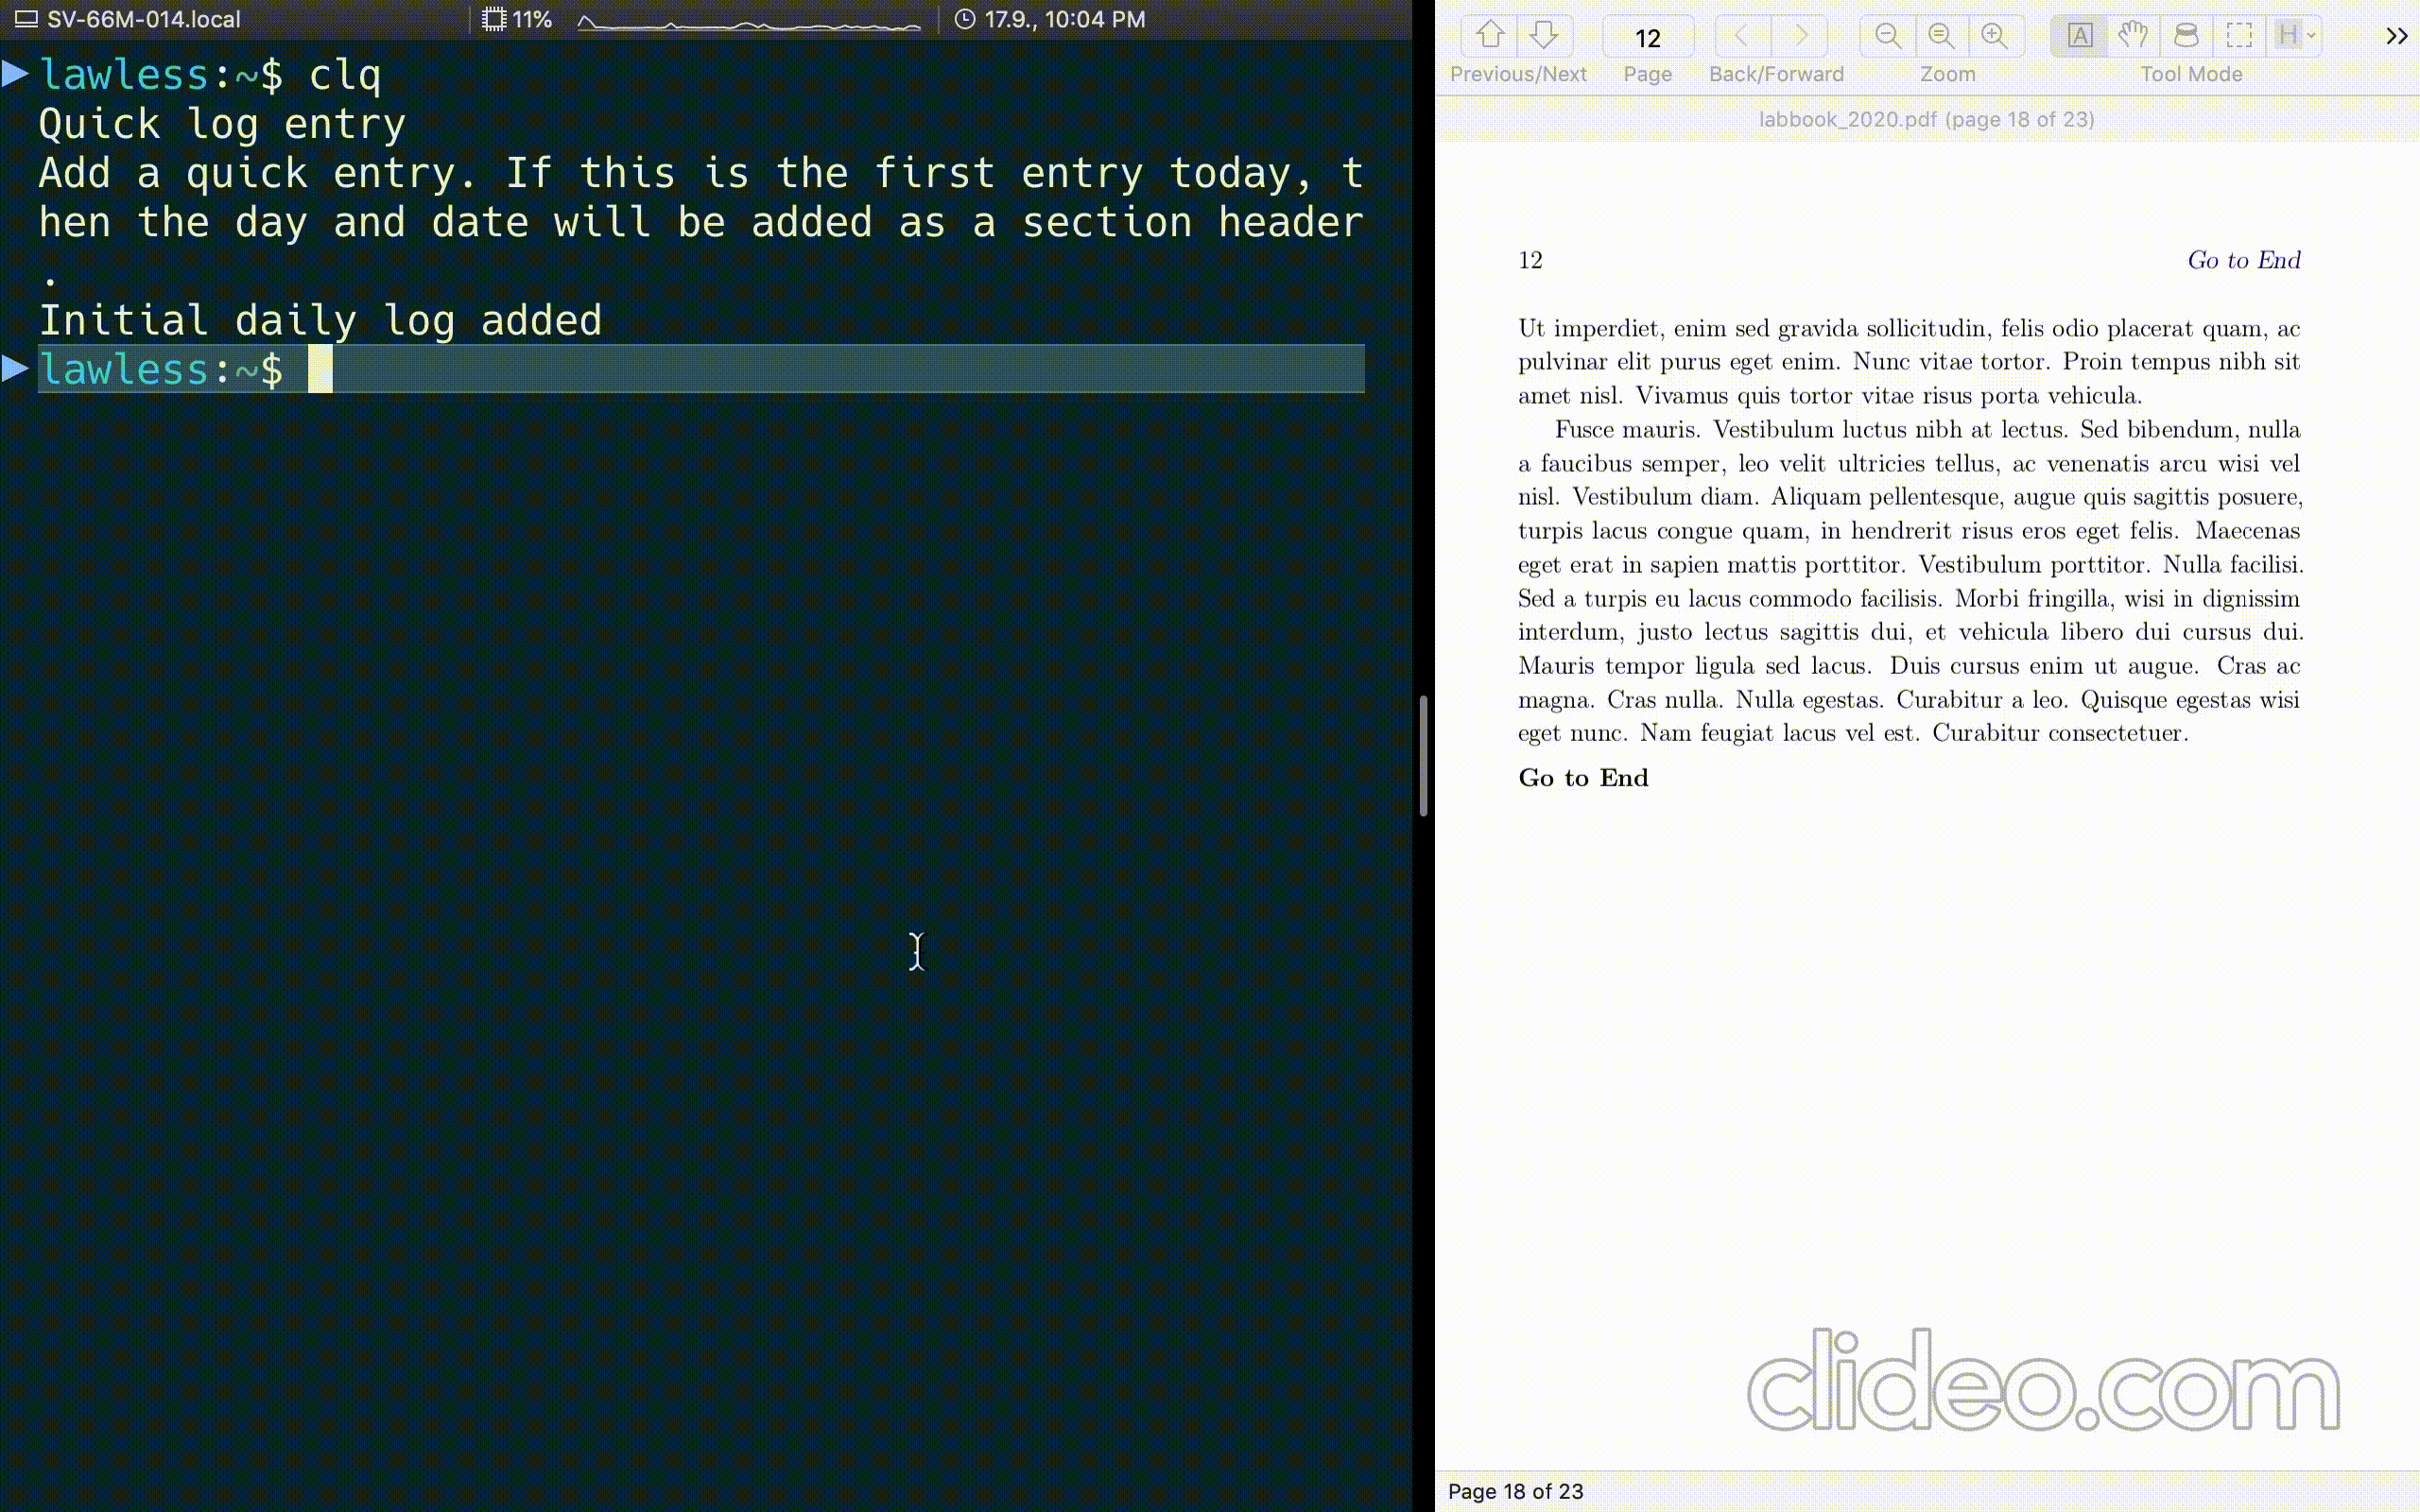 SV-66M-014.local
11%
17.9., 10:04 PM
lawless:~$ clq
Quick log entry
Add a quick entry. If this is the first entry today, t
hen the day and date will be added as a section header
.
Initial daily log added
lawless:~$
12
Previous/Next
Page
Back/Forward
Zoom
A
H
Tool Mode
labbook_2020.pdf (page 18 of 23)
12
Go to End
Ut imperdiet, enim sed gravida sollicitudin, felis odio placerat quam, ac
pulvinar elit purus eget enim. Nunc vitae tortor. Proin tempus nibh sit
amet nisl. Vivamus quis tortor vitae risus porta vehicula.
Fusce mauris. Vestibulum luctus nibh at lectus. Sed bibendum, nulla
a faucibus semper, leo velit ultricies tellus, ac venenatis arcu wisi vel
nisl. Vestibulum diam. Aliquam pellentesque, augue quis sagittis posuere,
turpis lacus congue quam, in hendrerit risus eros eget felis. Maecenas
eget erat in sapien mattis porttitor. Vestibulum porttitor. Nulla facilisi.
Sed a turpis eu lacus commodo facilisis. Morbi fringilla, wisi in dignissim
interdum, justo lectus sagittis dui, et vehicula libero dui cursus dui.
Mauris tempor ligula sed lacus. Duis cursus enim ut augue. Cras ac
magna. Cras nulla. Nulla egestas. Curabitur a leo. Quisque egestas wisi
eget nunc. Nam feugiat lacus vel est. Curabitur consectetuer.
Go to End
clideo.com
Page 18 of 23